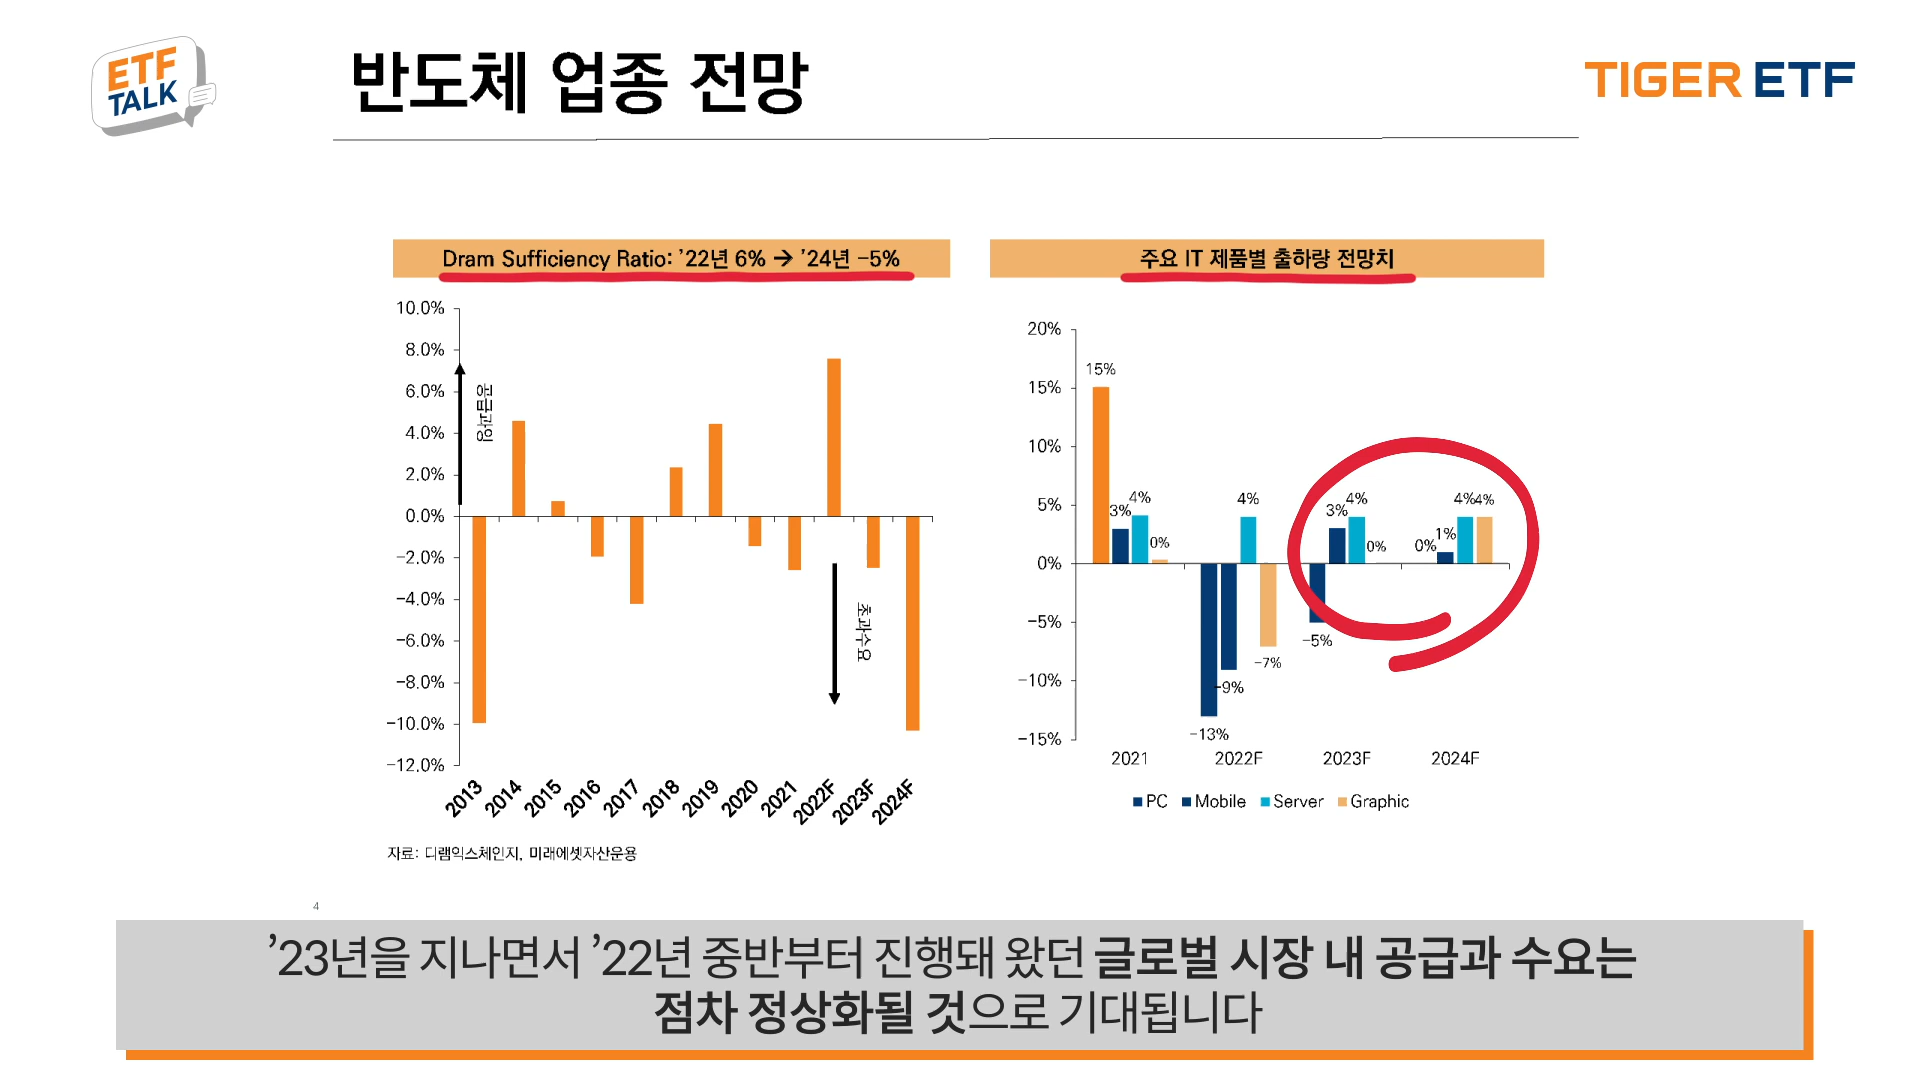 ETF
TALK
반도체 업종 전망
TIGER ETF
Dram Sufficiency Ratio: ’22년 6% → ’24년 -5%
10.0%
8.0%
6.0%
4.0%
2.0%
0.0%
-2.0%
-4.0%
-6.0%
-8.0%
-10.0%
-12.0%
공급과잉
초과수요
2013
2014
2015
2016
2017
2018
2019
2020
2021
2022F
2023F
2024F
자료: 디램익스체인지, 미래에셋자산운용
주요 IT 제품별 출하량 전망치
20%
15%
10%
5%
0%
-5%
-10%
-15%
15%
3%
4%
0%
-13%
-9%
4%
-7%
-5%
3%
4%
0%
0%
1%
4%
4%
2021
2022F
2023F
2024F
PC Mobile Server Graphic
4
’23년을 지나면서 ’22년 중반부터 진행돼 왔던 글로벌 시장 내 공급과 수요는
점차 정상화될 것으로 기대됩니다